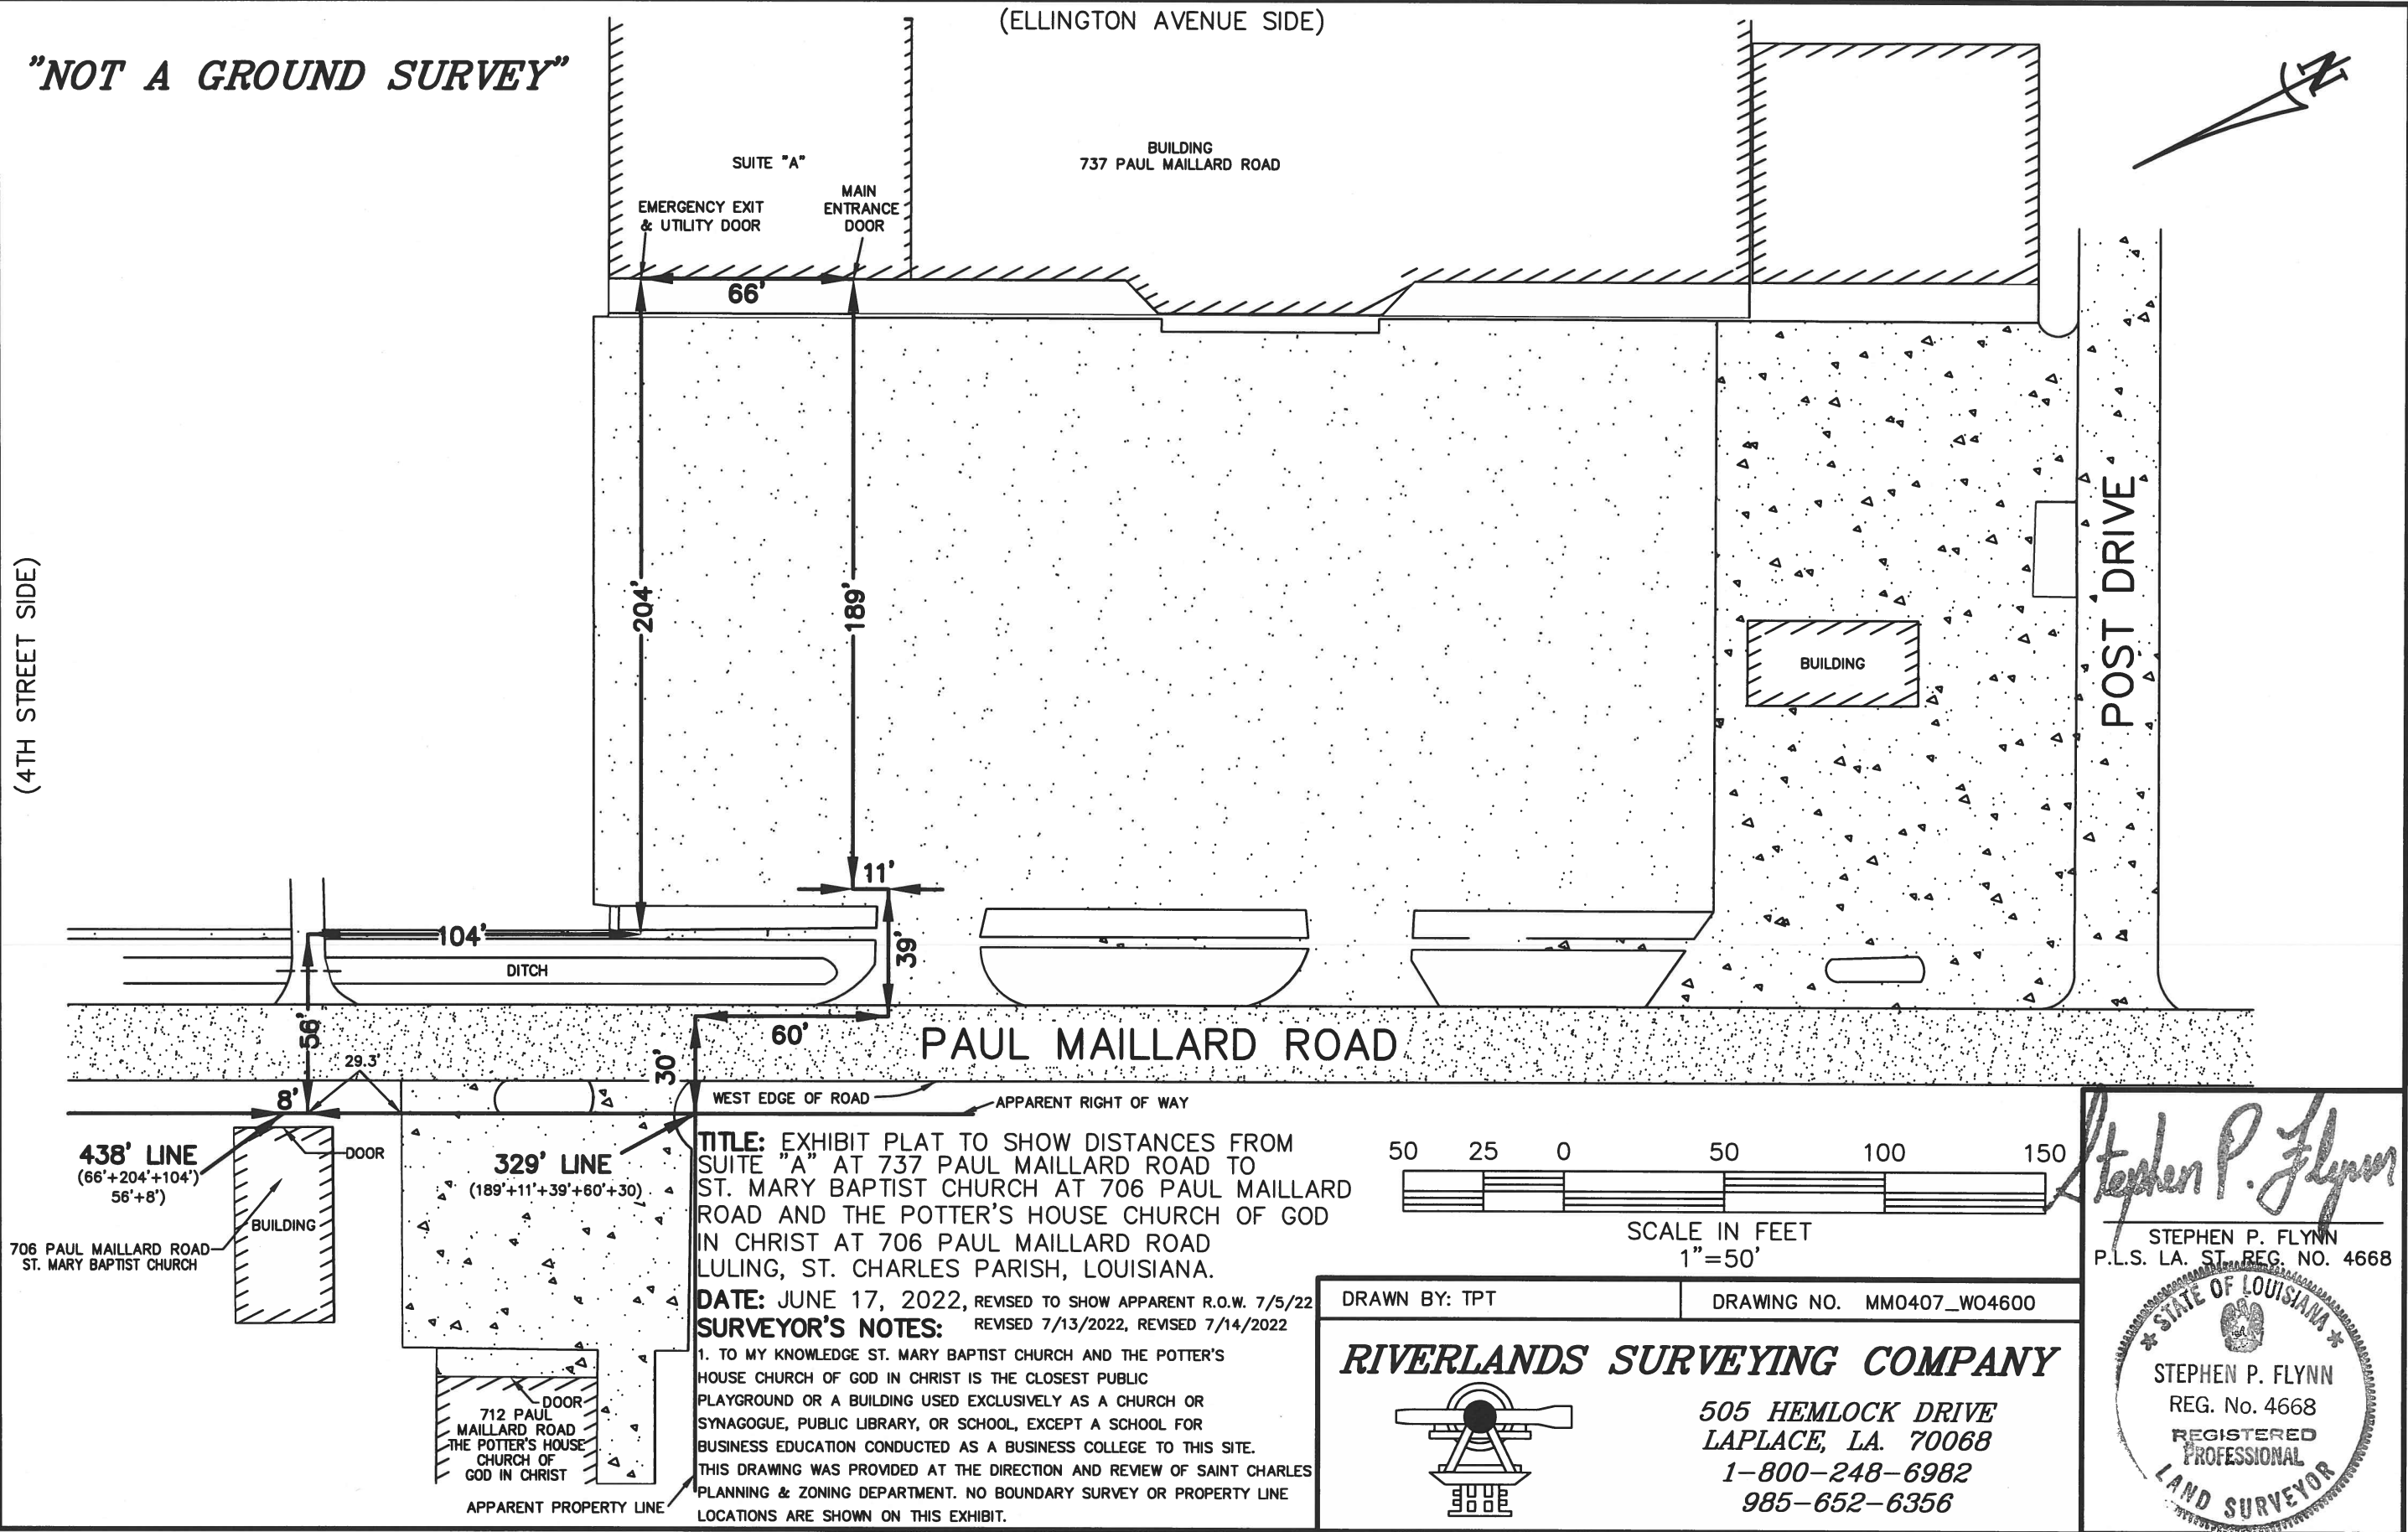 (ELLINGTON AVENUE SIDE)
"NOT A GROUND SURVEY"
N
SUITE "A"
BUILDING
737 PAUL MAILLARD ROAD
EMERGENCY EXIT
& UTILITY DOOR
MAIN
ENTRANCE
DOOR
66'
204'
189'
(4TH STREET SIDE)
POST DRIVE
BUILDING
11'
39'
104'
DITCH
56'
60'
30'
PAUL MAILLARD ROAD
29.3'
8'
WEST EDGE OF ROAD
APPARENT RIGHT OF WAY
438' LINE
(66'+204'+104')
56'+8')
DOOR
BUILDING
706 PAUL MAILLARD ROAD
ST. MARY BAPTIST CHURCH
329' LINE
(189'+11'+39'+60'+30)
DOOR
712 PAUL
MAILLARD ROAD
THE POTTER'S HOUSE
CHURCH OF
GOD IN CHRIST
APPARENT PROPERTY LINE
TITLE: EXHIBIT PLAT TO SHOW DISTANCES FROM
SUITE "A" AT 737 PAUL MAILLARD ROAD TO
ST. MARY BAPTIST CHURCH AT 706 PAUL MAILLARD
ROAD AND THE POTTER'S HOUSE CHURCH OF GOD
IN CHRIST AT 706 PAUL MAILLARD ROAD
LULING, ST. CHARLES PARISH, LOUISIANA.
DATE: JUNE 17, 2022, REVISED TO SHOW APPARENT R.O.W. 7/5/22
SURVEYOR'S NOTES: REVISED 7/13/2022, REVISED 7/14/2022
1. TO MY KNOWLEDGE ST. MARY BAPTIST CHURCH AND THE POTTER'S
HOUSE CHURCH OF GOD IN CHRIST IS THE CLOSEST PUBLIC
PLAYGROUND OR A BUILDING USED EXCLUSIVELY AS A CHURCH OR
SYNAGOGUE, PUBLIC LIBRARY, OR SCHOOL, EXCEPT A SCHOOL FOR
BUSINESS EDUCATION CONDUCTED AS A BUSINESS COLLEGE TO THIS SITE.
THIS DRAWING WAS PROVIDED AT THE DIRECTION AND REVIEW OF SAINT CHARLES
PLANNING & ZONING DEPARTMENT. NO BOUNDARY SURVEY OR PROPERTY LINE
LOCATIONS ARE SHOWN ON THIS EXHIBIT.
50 25 0 50 100 150
SCALE IN FEET
1"=50'
DRAWN BY: TPT
DRAWING NO. MM0407_W04600
RIVERLANDS SURVEYING COMPANY
505 HEMLOCK DRIVE
LAPLACE, LA. 70068
1-800-248-6982
985-652-6356
Stephen P. Flynn
STEPHEN P. FLYNN
P.L.S. LA. ST. REG. NO. 4668
STATE OF LOUISIANA
STEPHEN P. FLYNN
REG. No. 4668
REGISTERED
PROFESSIONAL
LAND SURVEYOR